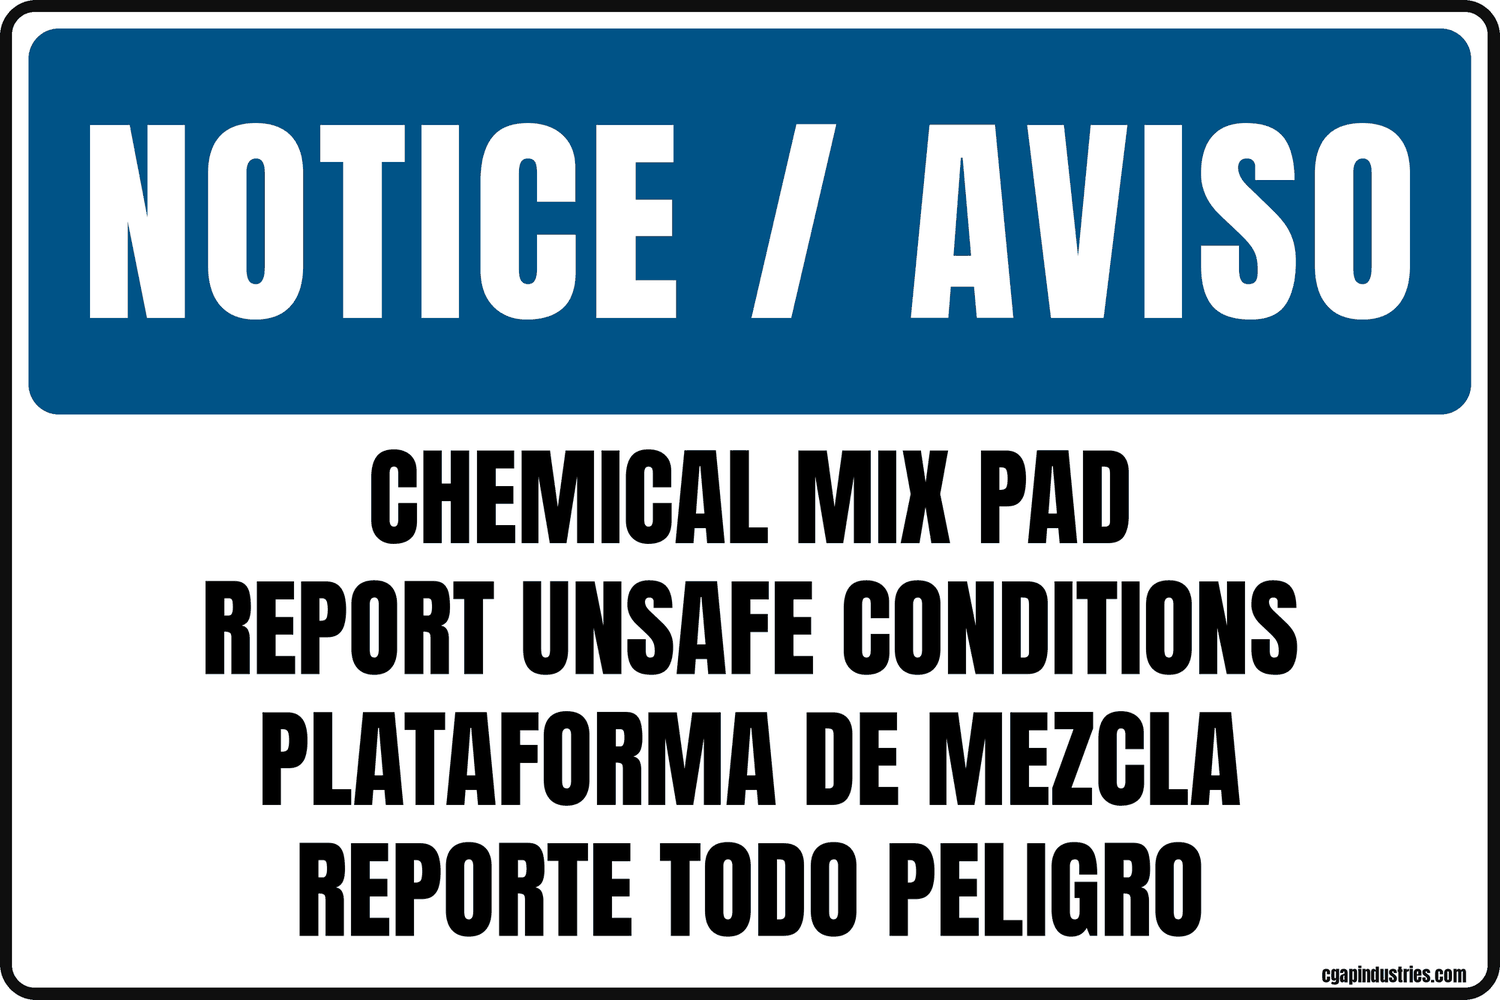 NOTICE / AVISO
CHEMICAL MIX PAD
REPORT UNSAFE CONDITIONS
PLATAFORMA DE MEZCLA
REPORTE TODO PELIGRO
cgapindustries.com